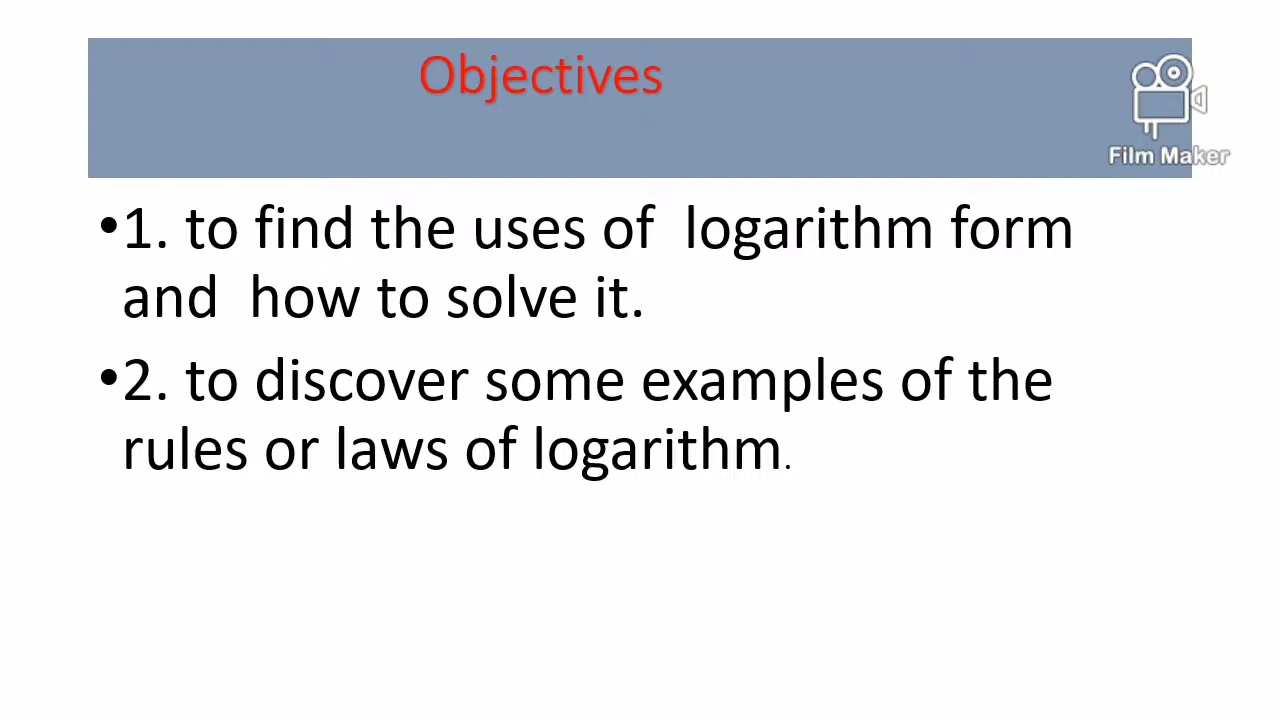 Objectives
Film Maker
•1. to find the uses of  logarithm form
and  how to solve it.
•2. to discover some examples of the
rules or laws of logarithm.